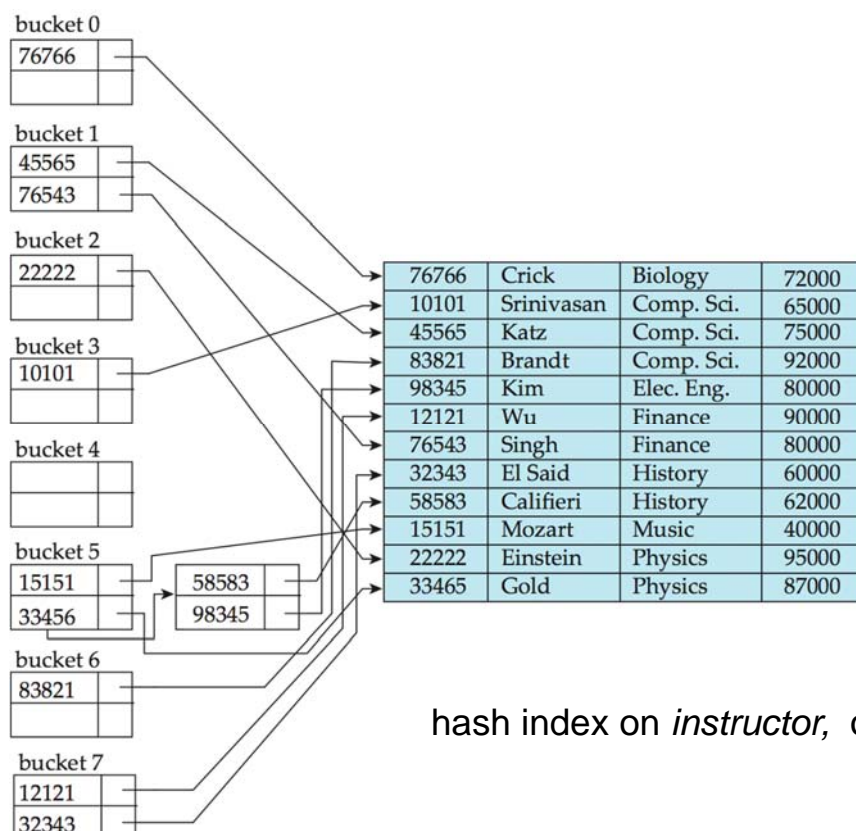 bucket 0
76766
bucket 1
45565
76543
bucket 2
22222
bucket 3
10101
bucket 4
bucket 5
15151
33456
58583
98345
bucket 6
83821
bucket 7
12121
32343
76766 Crick Biology 72000
10101 Srinivasan Comp. Sci. 65000
45565 Katz Comp. Sci. 75000
83821 Brandt Comp. Sci. 92000
98345 Kim Elec. Eng. 80000
12121 Wu Finance 90000
76543 Singh Finance 80000
32343 El Said History 60000
58583 Califieri History 62000
15151 Mozart Music 40000
22222 Einstein Physics 95000
33465 Gold Physics 87000
hash index on instructor,